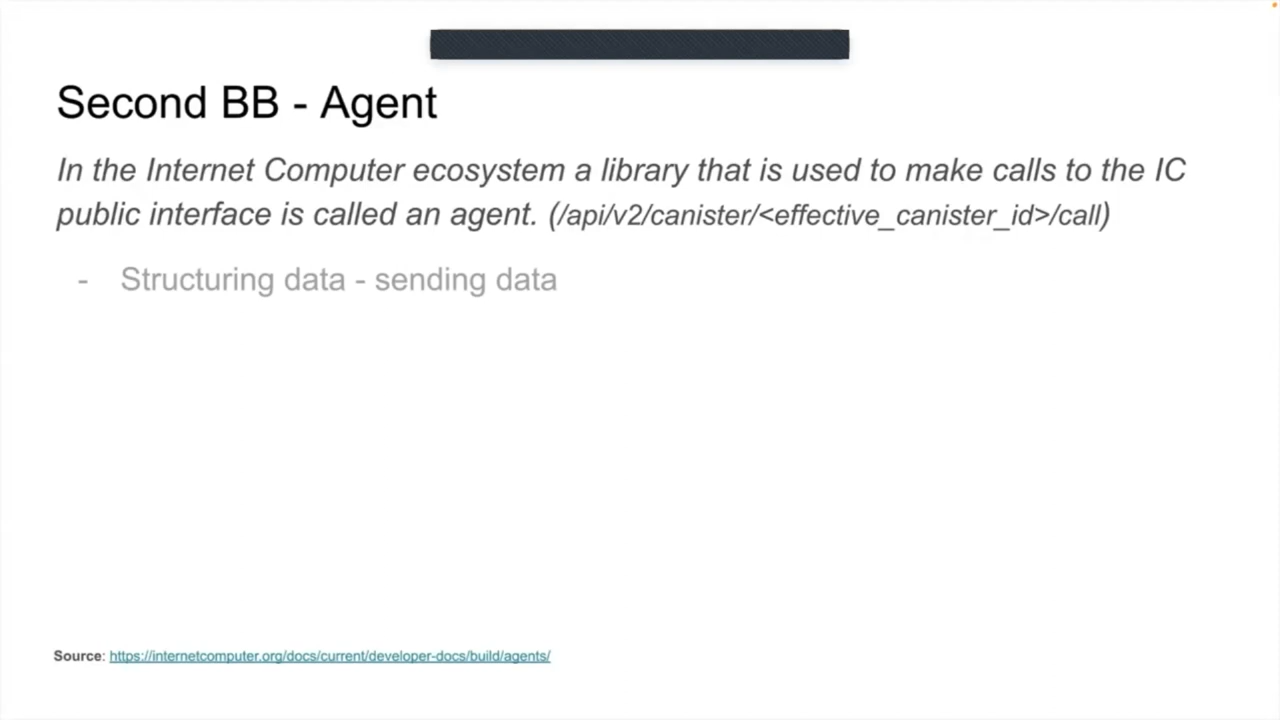 Second BB - Agent
In the Internet Computer ecosystem a library that is used to make calls to the IC
public interface is called an agent. (/api/v2/canister/<effective_canister_id>/call)
- Structuring data - sending data
Source: https://internetcomputer.org/docs/current/developer-docs/build/agents/